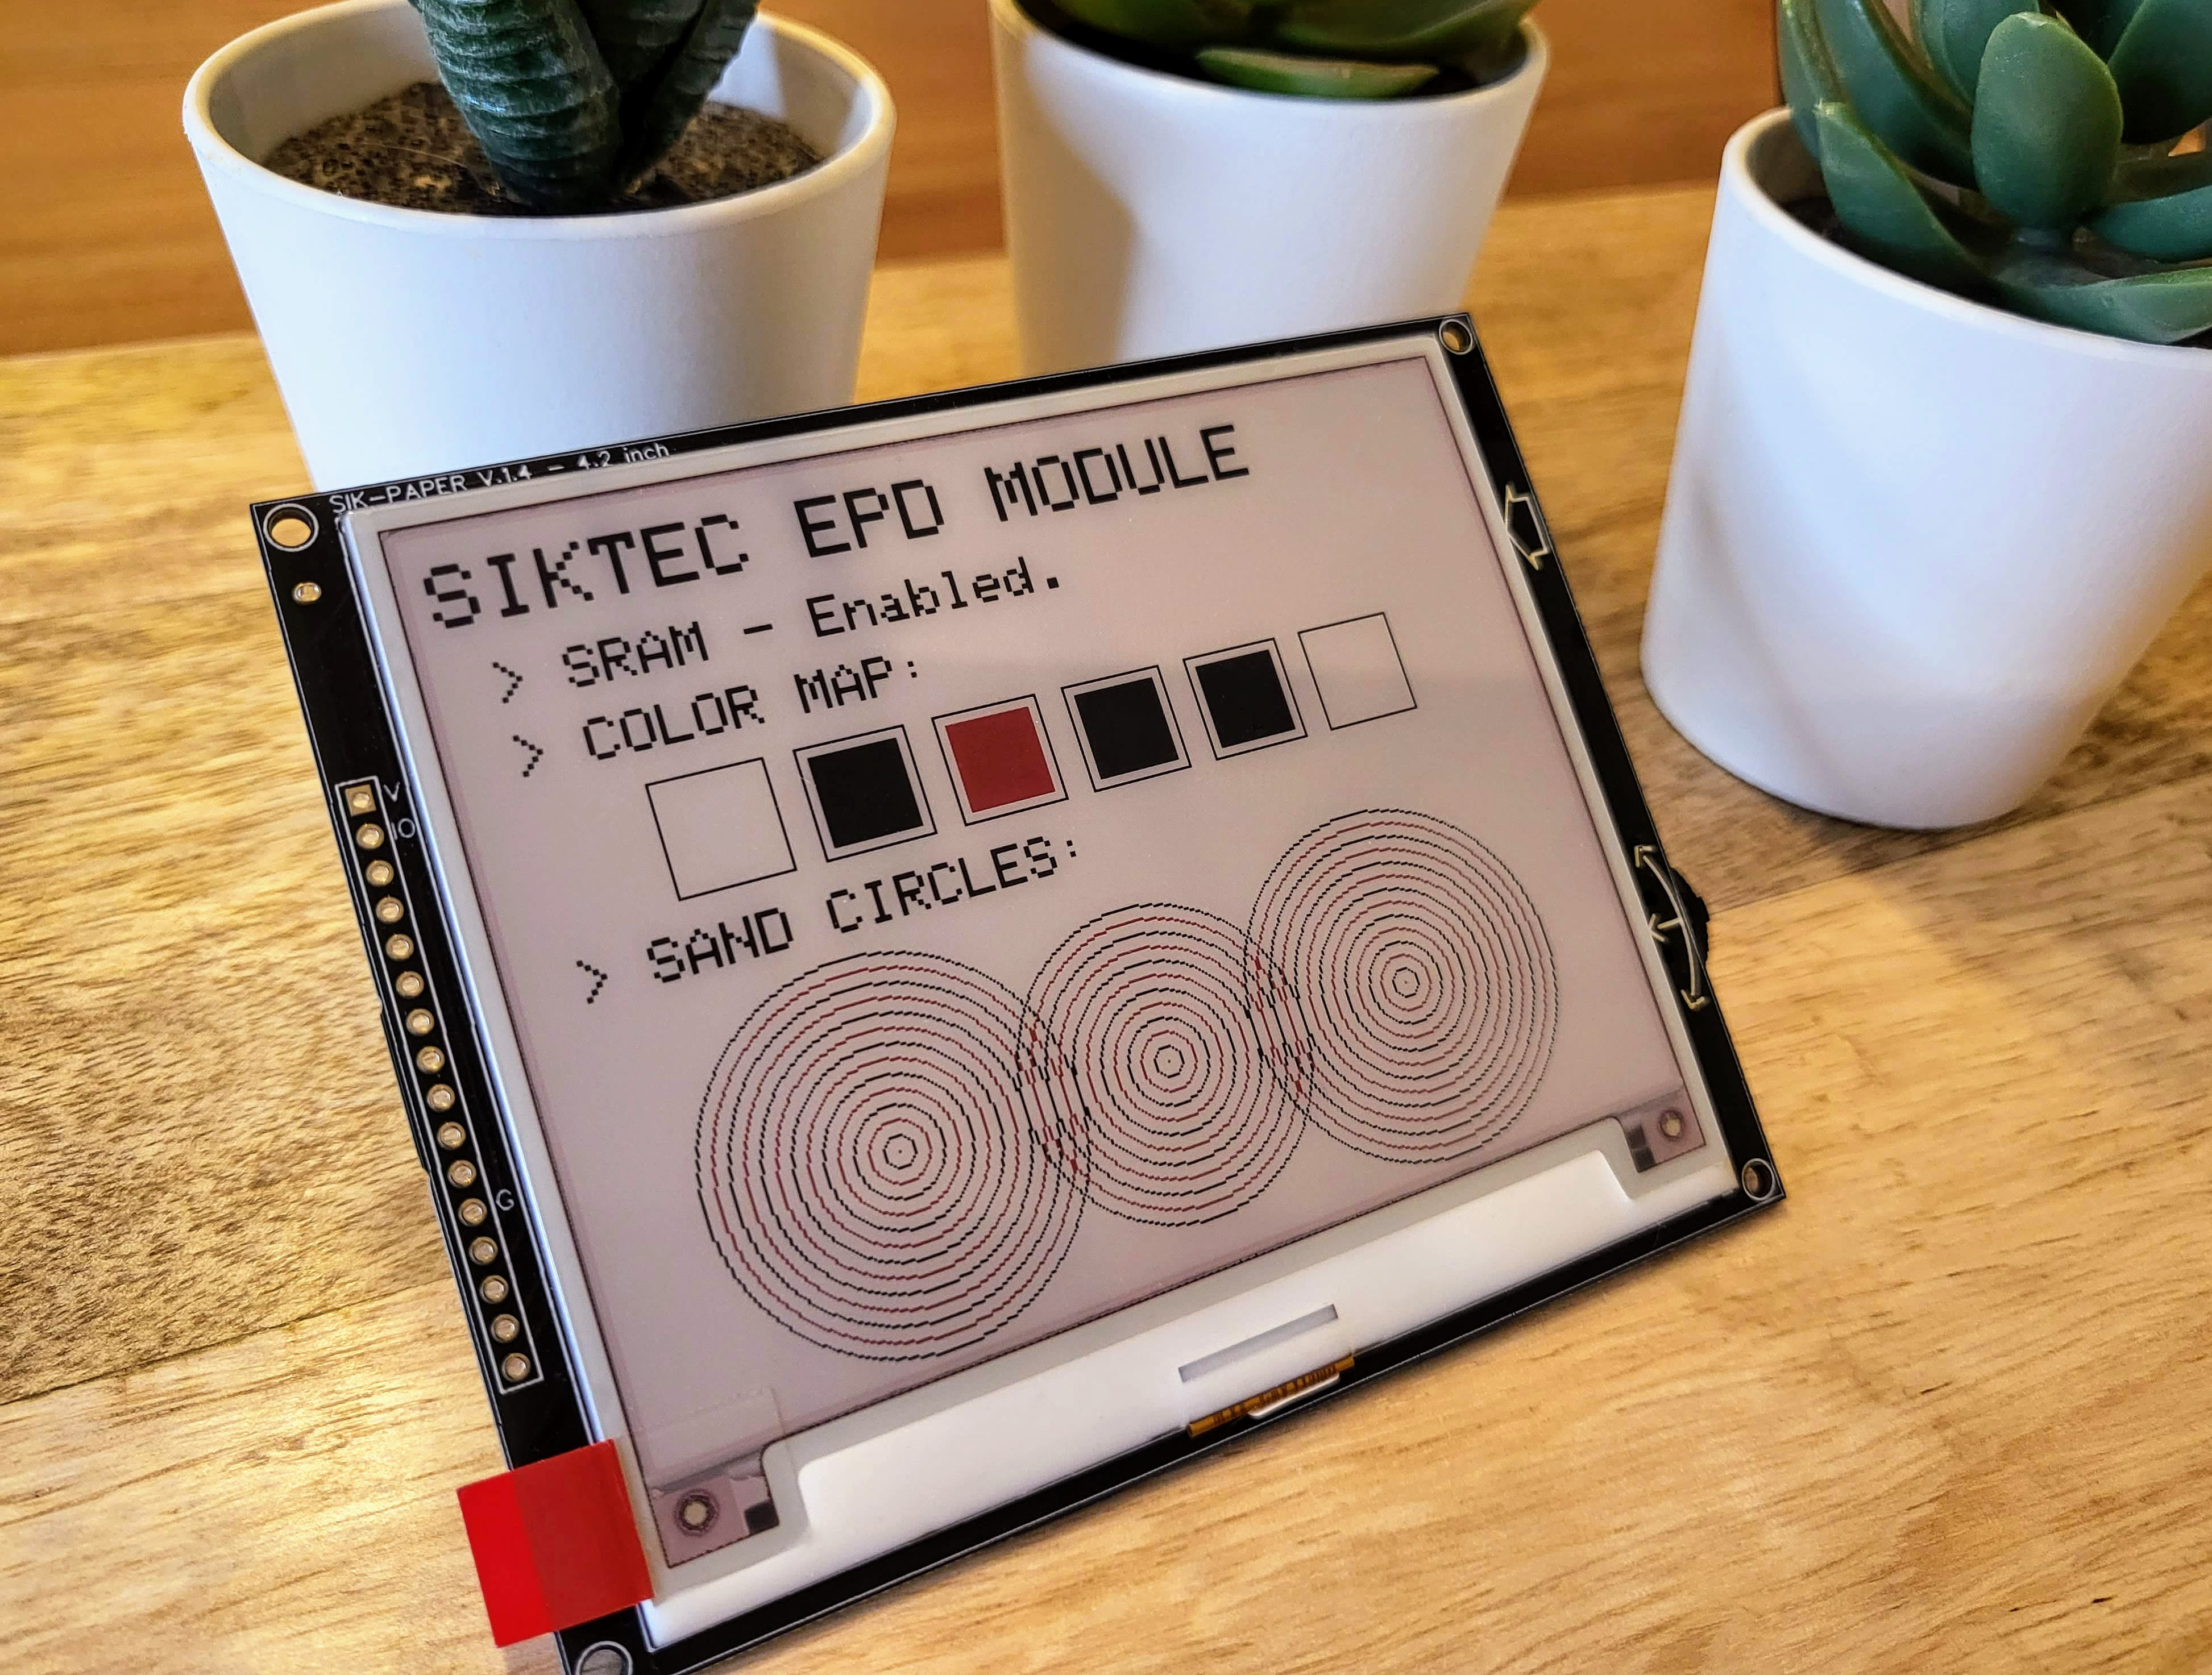 SIK-PAPER V.1.4 - 4.2 inch
SIKTEC EPD MODULE
> SRAM - Enabled.
> COLOR MAP:
> SAND CIRCLES:
V
IO
G